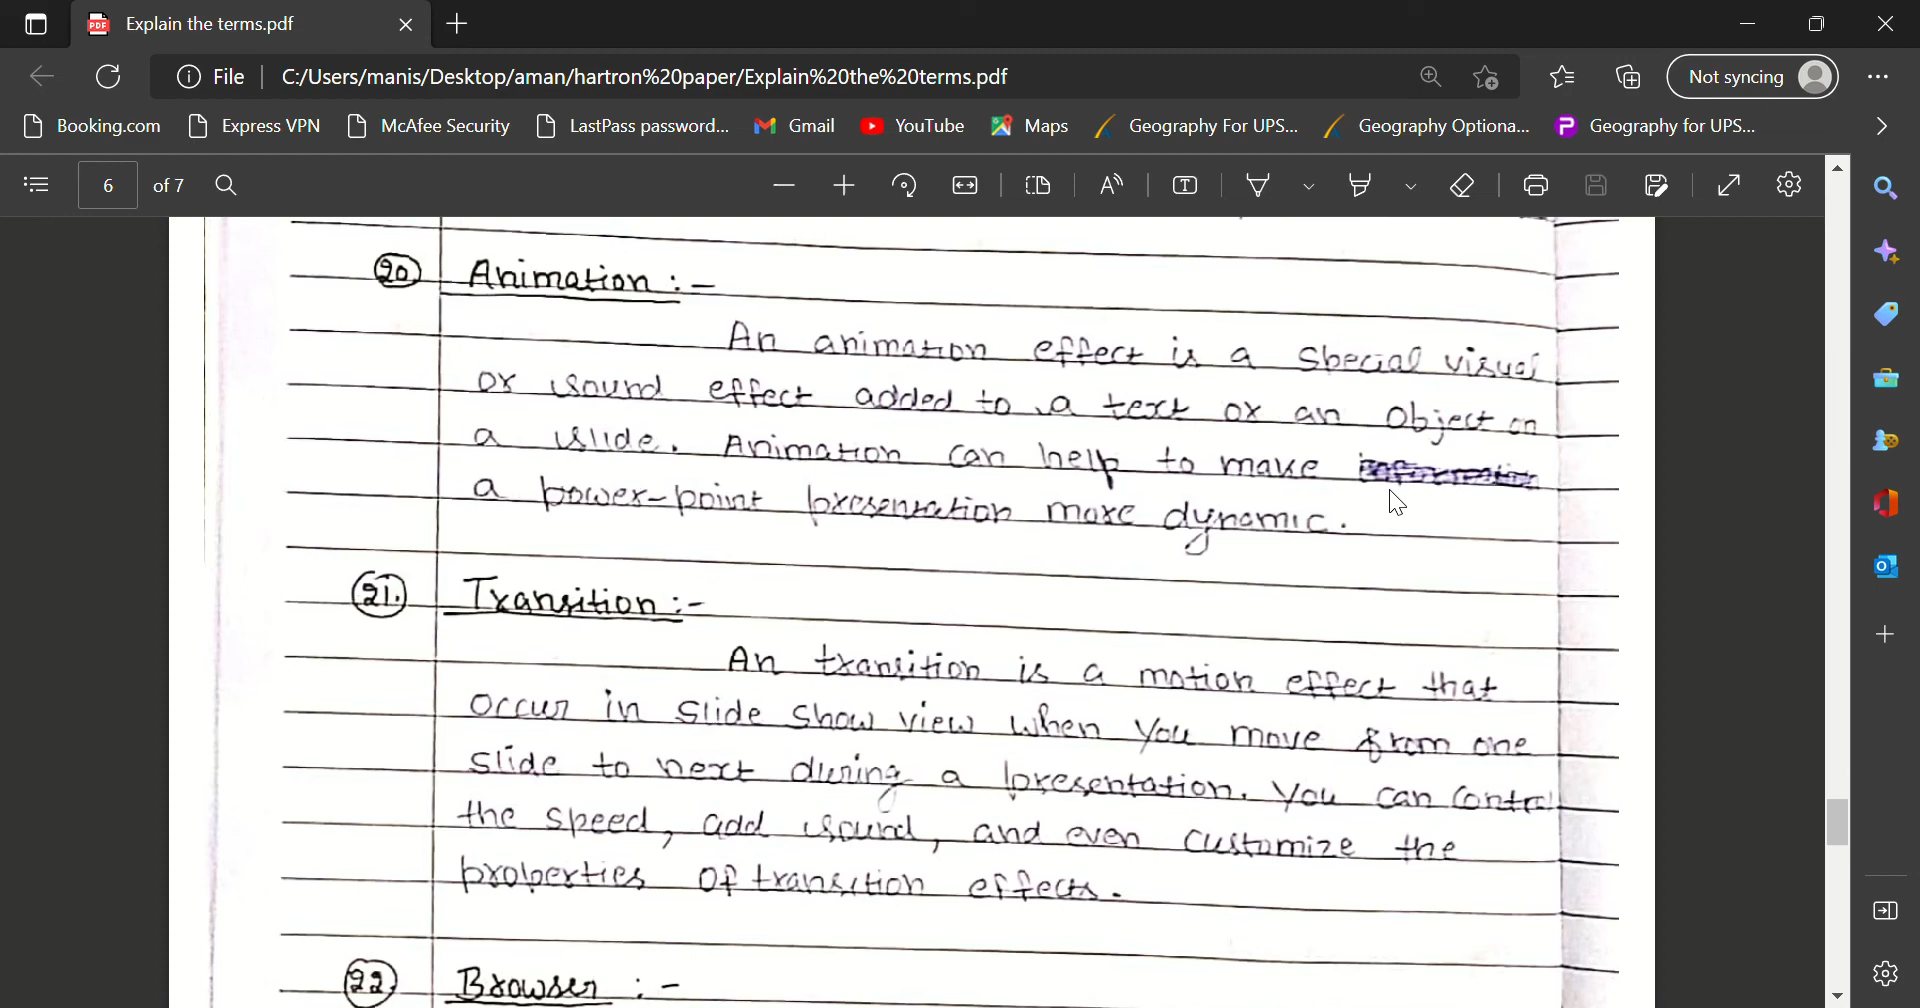 Explain the terms.pdf
File C:/Users/manis/Desktop/aman/hartron%20paper/Explain%20the%20terms.pdf Not syncing
Booking.com Express VPN McAfee Security LastPass password... Gmail YouTube Maps Geography For UPS... Geography Optiona... Geography for UPS...
6 of 7
20 Animation :-
An animation effect is a special visual
or sound effect added to a text or an object on
a slide. Animation can help to make
a power-point presentation more dynamic.
21. Transition :-
An transition is a motion effect that
occur in slide show view when you move from one
slide to next during a presentation. You can control
the speed, add sound, and even customize the
properties of transition effects.
22 Browser :-